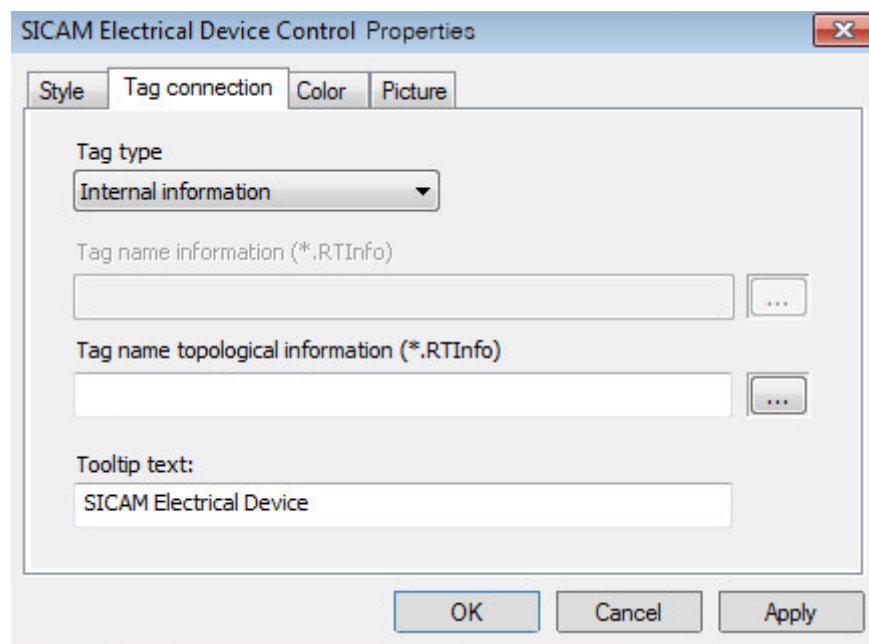 SICAM Electrical Device Control Properties
Style Tag connection Color Picture
Tag type
Internal information
Tag name information (*.RTInfo)
...
Tag name topological information (*.RTInfo)
...
Tooltip text:
SICAM Electrical Device
OK Cancel Apply